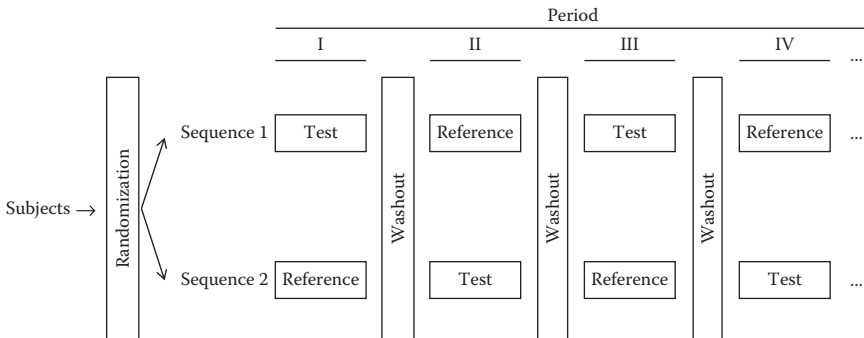 Period
I II III IV ...
Sequence 1 Test Reference Test Reference ...
Subjects → Randomization Washout Washout Washout
Sequence 2 Reference Test Reference Test ...